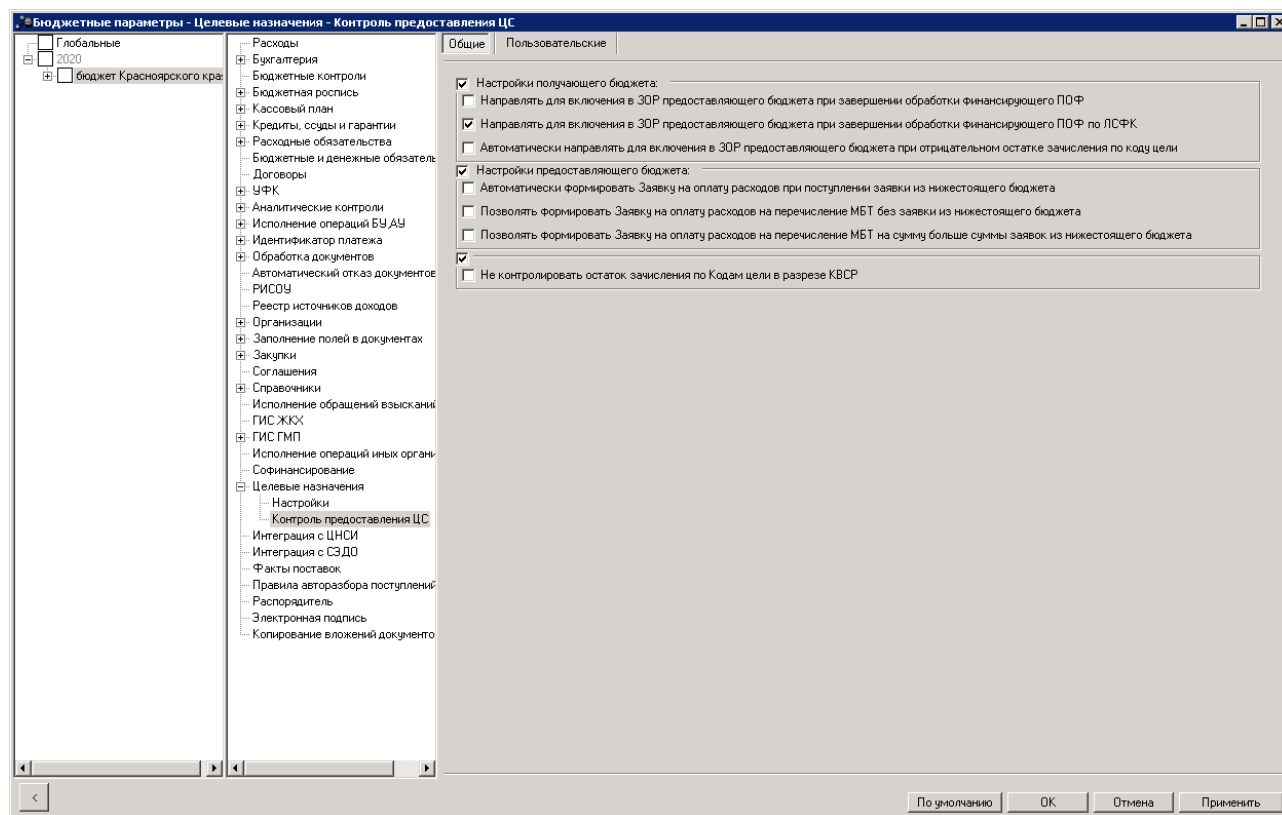 Бюджетные параметры - Целевые назначения - Контроль предоставления ЦС
Глобальные
2020
бюджет Красноярского кра
Расходы
Бухгалтерия
Бюджетные контроли
Бюджетная роспись
Кассовый план
Кредиты, ссуды и гарантии
Расходные обязательства
Бюджетные и денежные обязатель
Договоры
УФК
Аналитические контроли
Исполнение операций БУ,АУ
Идентификатор платежа
Обработка документов
Автоматический отказ документов
РИСОУ
Реестр источников доходов
Организации
Заполнение полей в документах
Закупки
Соглашения
Справочники
Исполнение обращений взысканий
ГИС ЖКХ
ГИС ГМП
Исполнение операций иных органи
Софинансирование
Целевые назначения
Настройки
Контроль предоставления ЦС
Интеграция с ЦНСИ
Интеграция с СЭДО
Факты поставок
Правила авторазбора поступлений
Распорядитель
Электронная подпись
Копирование вложений документо
Общие
Пользовательские
Настройки получающего бюджета:
Направлять для включения в ЗОР предоставляющего бюджета при завершении обработки финансирующего ПОФ
Направлять для включения в ЗОР предоставляющего бюджета при завершении обработки финансирующего ПОФ по ЛСФК
Автоматически направлять для включения в ЗОР предоставляющего бюджета при отрицательном остатке зачисления по коду цели
Настройки предоставляющего бюджета:
Автоматически формировать Заявку на оплату расходов при поступлении заявки из нижестоящего бюджета
Позволять формировать Заявку на оплату расходов на перечисление МБТ без заявки из нижестоящего бюджета
Позволять формировать Заявку на оплату расходов на перечисление МБТ на сумму больше суммы заявок из нижестоящего бюджета
Не контролировать остаток зачисления по Кодам цели в разрезе КВСР
<
По умолчанию
OK
Отмена
Применить